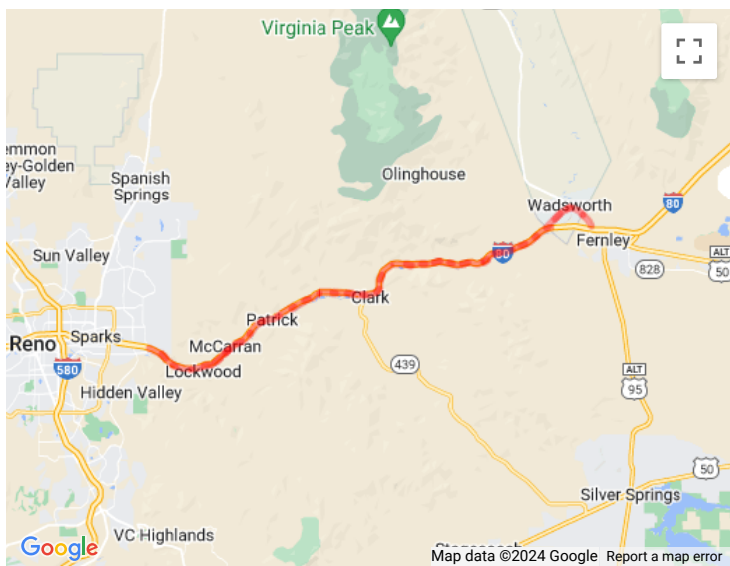 Virginia Peak
emmon
ey-Golden
Valley
Spanish
Springs
Olinghouse
Wadsworth
80
Sun Valley
Fernley
80
ALT
50
828
Clark
Patrick
Reno
Sparks
McCarran
Lockwood
580
439
ALT
95
Hidden Valley
50
Silver Springs
VC Highlands
Google
Map data ©2024 Google
Report a map error